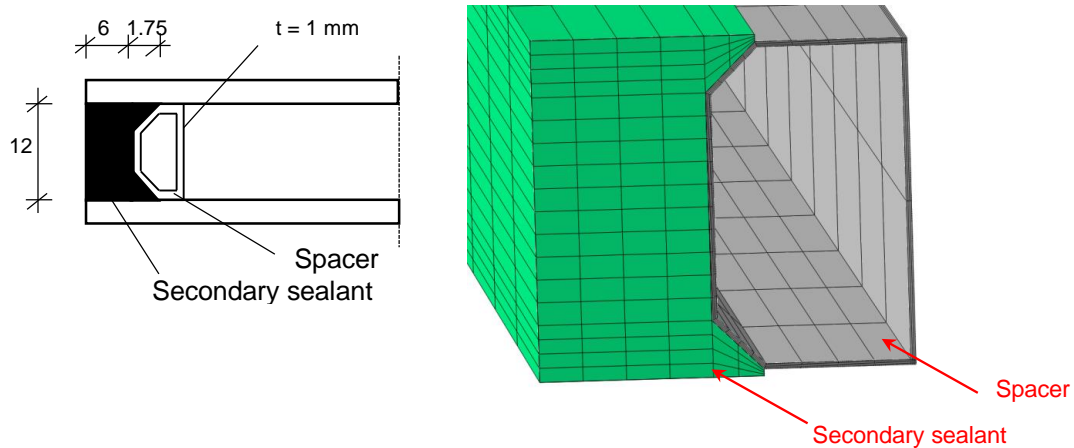 6
1.75
t = 1 mm
12
Spacer
Secondary sealant
Spacer
Secondary sealant